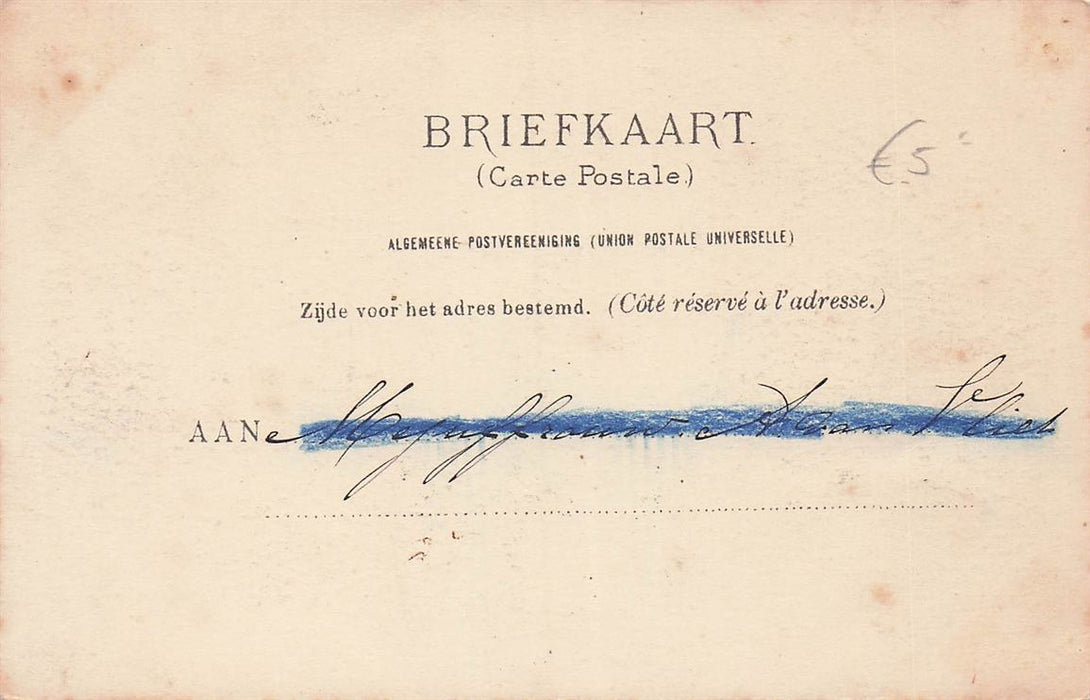 BRIEFKAART.
(Carte Postale.)
€ 5
ALGEMEENE POSTVEREENIGING (UNION POSTALE UNIVERSELLE)
Zijde voor het adres bestemd. (Côté réservé à l'adresse.)
AAN Mejuffrouw A van Vliet